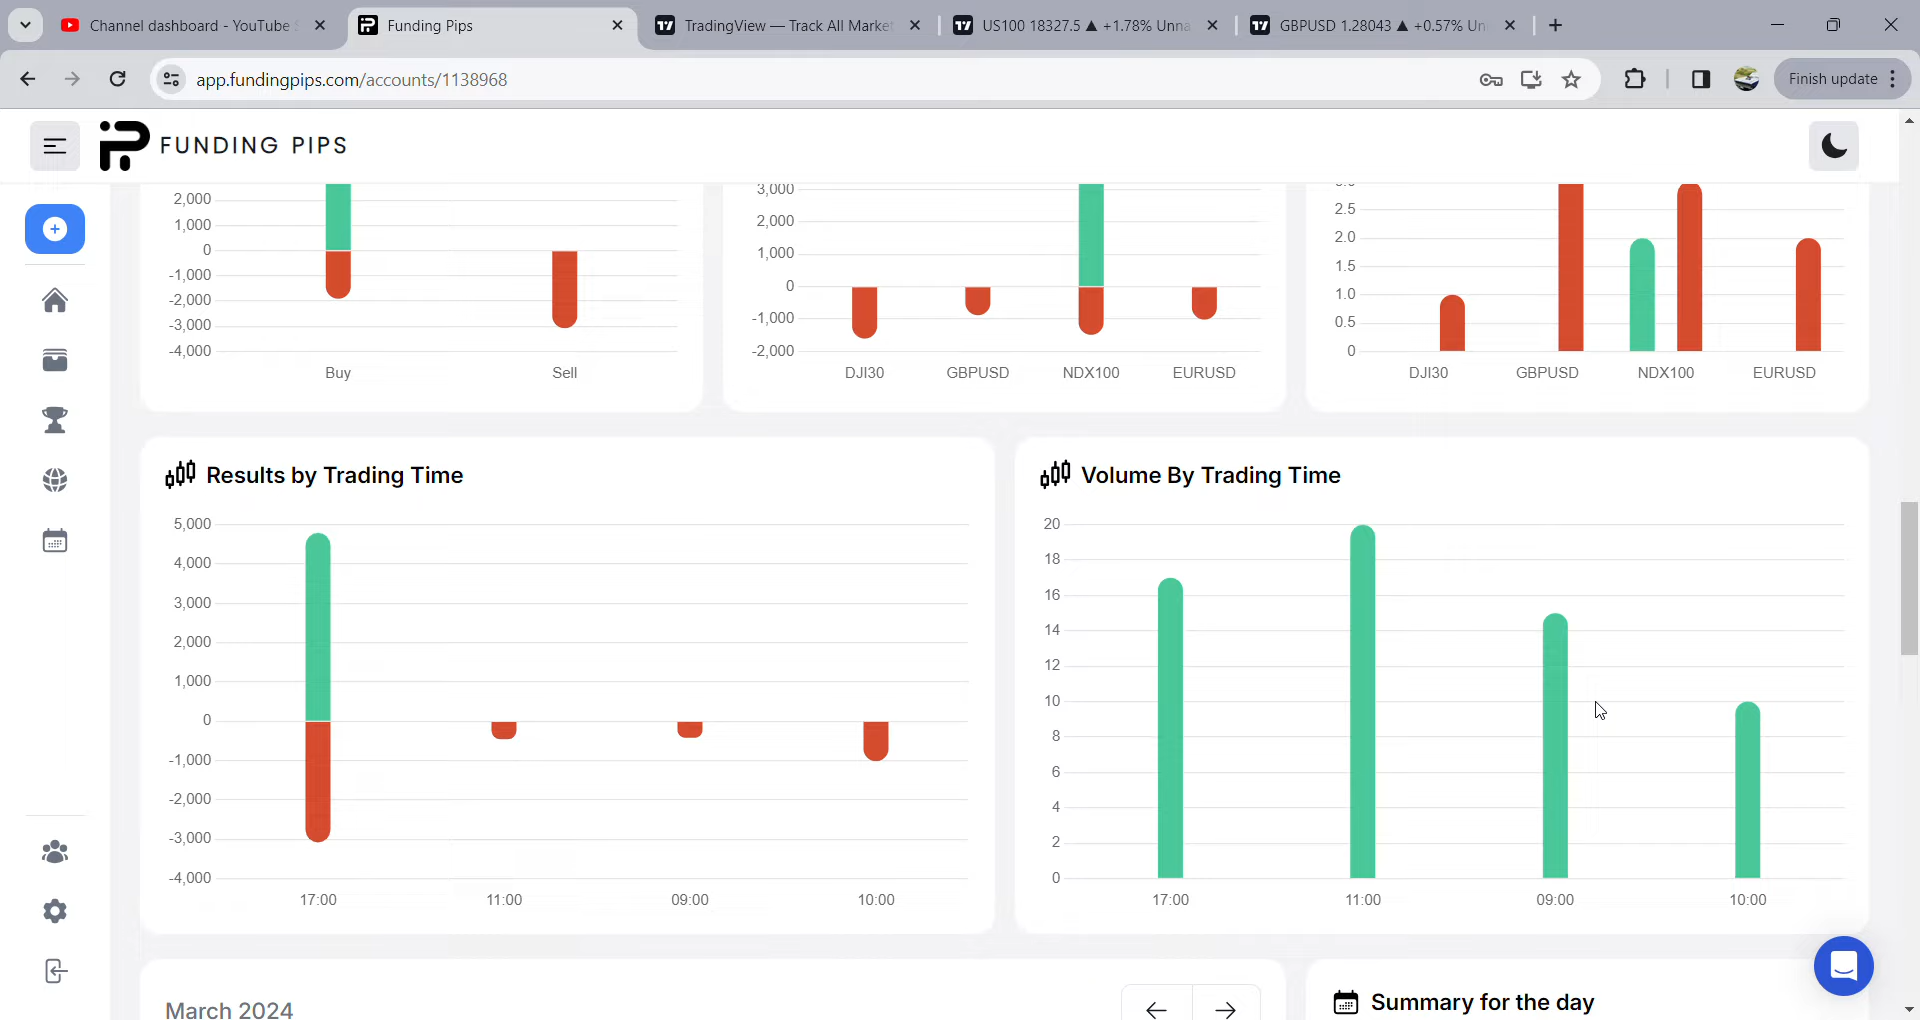 Channel dashboard - YouTube S
Funding Pips
TradingView — Track All Market
US100 18327.5 ▲ +1.78% Unna
GBPUSD 1.28043 ▲ +0.57% Un
app.fundingpips.com/accounts/1138968
Finish update
FUNDING PIPS
2,000
1,000
0
-1,000
-2,000
-3,000
-4,000
Buy
Sell
3,000
2,000
1,000
0
-1,000
-2,000
DJI30
GBPUSD
NDX100
EURUSD
2.5
2.0
1.5
1.0
0.5
0
DJI30
GBPUSD
NDX100
EURUSD
Results by Trading Time
5,000
4,000
3,000
2,000
1,000
0
-1,000
-2,000
-3,000
-4,000
17:00
11:00
09:00
10:00
Volume By Trading Time
20
18
16
14
12
10
8
6
4
2
0
17:00
11:00
09:00
10:00
March 2024
Summary for the day